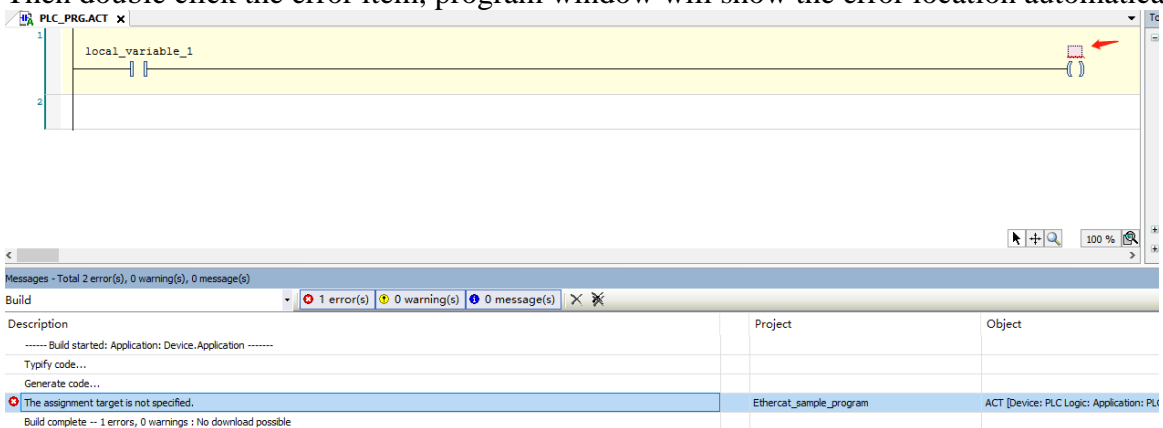 Then double click the error item, program window will show the error location automatica
PLC_PRG.ACT
To
1
local_variable_1
2
100 %
Messages - Total 2 error(s), 0 warning(s), 0 message(s)
Build 1 error(s) 0 warning(s) 0 message(s)
Description Project Object
------ Build started: Application: Device.Application -------
Typify code...
Generate code...
The assignment target is not specified. Ethercat_sample_program ACT [Device: PLC Logic: Application: PLC
Build complete -- 1 errors, 0 warnings : No download possible